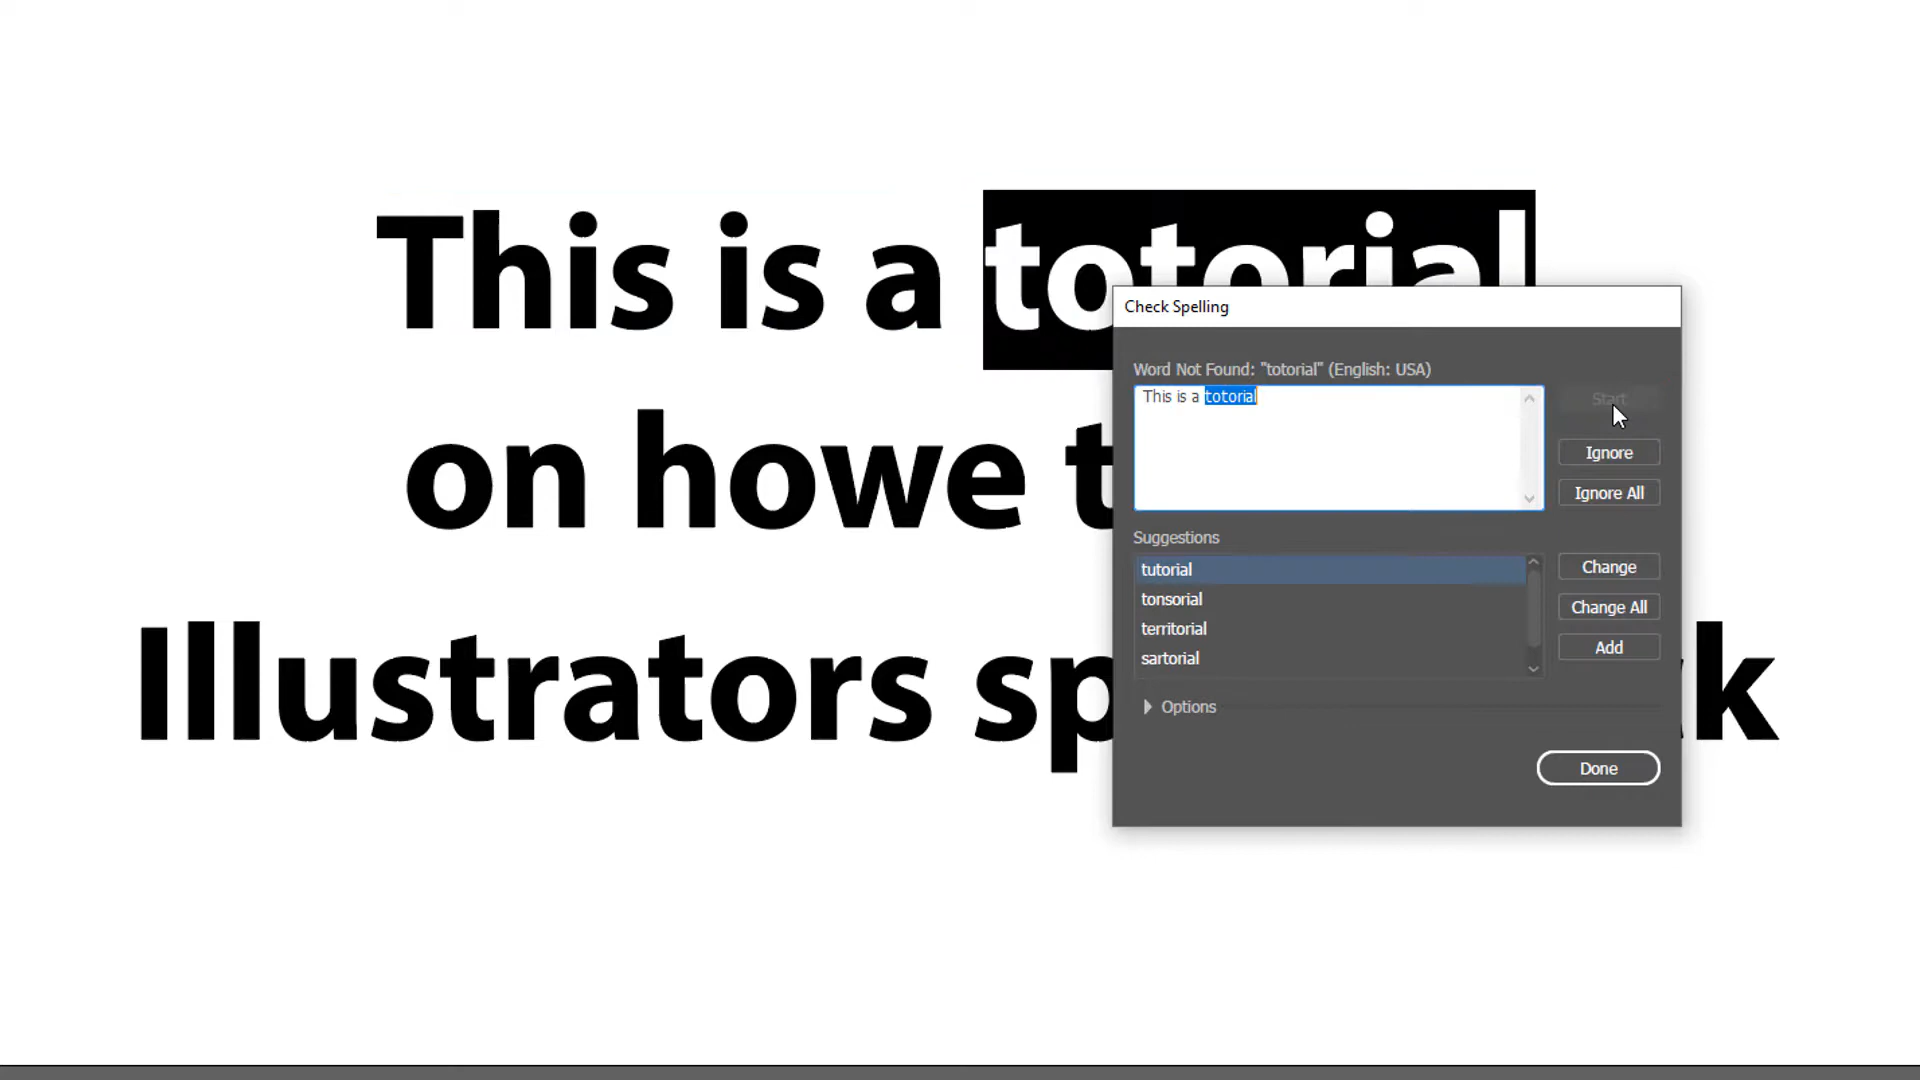 This is a totorial
Check Spelling
Word Not Found: "totorial" (English: USA)
This is a totorial
Start
Ignore
Ignore All
on howe
Suggestions
tutorial
tonsorial
territorial
sartorial
Change
Change All
Add
Illustrators
Options
Done